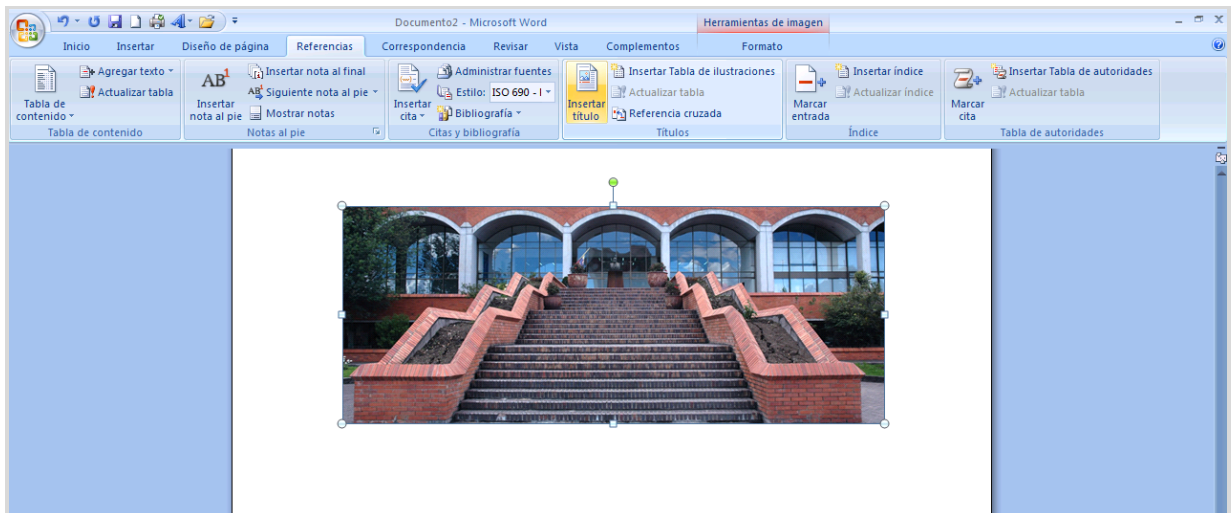 Documento2 - Microsoft Word
Herramientas de imagen
Inicio Insertar Diseño de página Referencias Correspondencia Revisar Vista Complementos Formato
Tabla de contenido
Agregar texto
Actualizar tabla
Tabla de contenido
AB1
Insertar nota al pie
Insertar nota al final
AB1 Siguiente nota al pie
Mostrar notas
Notas al pie
Insertar cita
Administrar fuentes
Estilo: ISO 690 -
Bibliografía
Citas y bibliografía
Insertar título
Insertar Tabla de ilustraciones
Actualizar tabla
Referencia cruzada
Títulos
Marcar entrada
Insertar índice
Actualizar índice
Índice
Marcar cita
Insertar Tabla de autoridades
Actualizar tabla
Tabla de autoridades